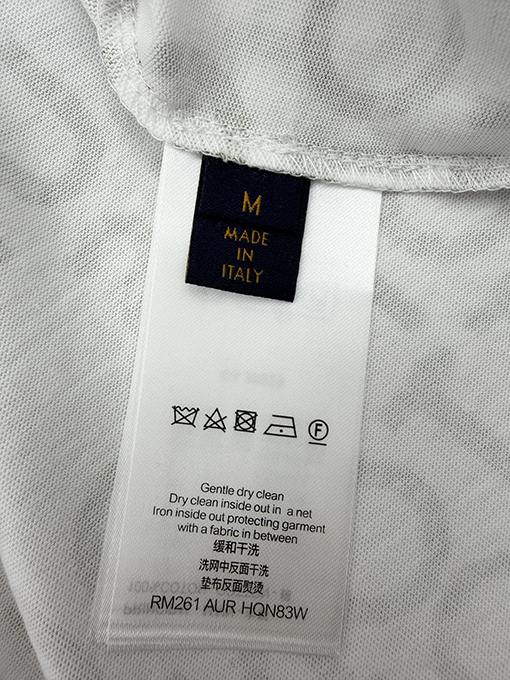 M
MADE
IN
ITALY
F
Gentle dry clean
Dry clean inside out in a net
Iron inside out protecting garment
with a fabric in between
缓和干洗
洗网中反面干洗
垫布反面熨烫
RM261 AUR HQN83W